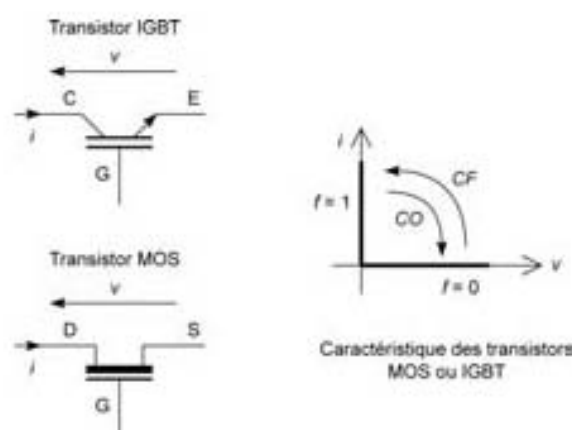 Transistor IGBT
v
C
E
i
G
Transistor MOS
v
D
S
i
G
i
CF
f = 1
CO
v
f = 0
Caractéristique des transistors
MOS ou IGBT